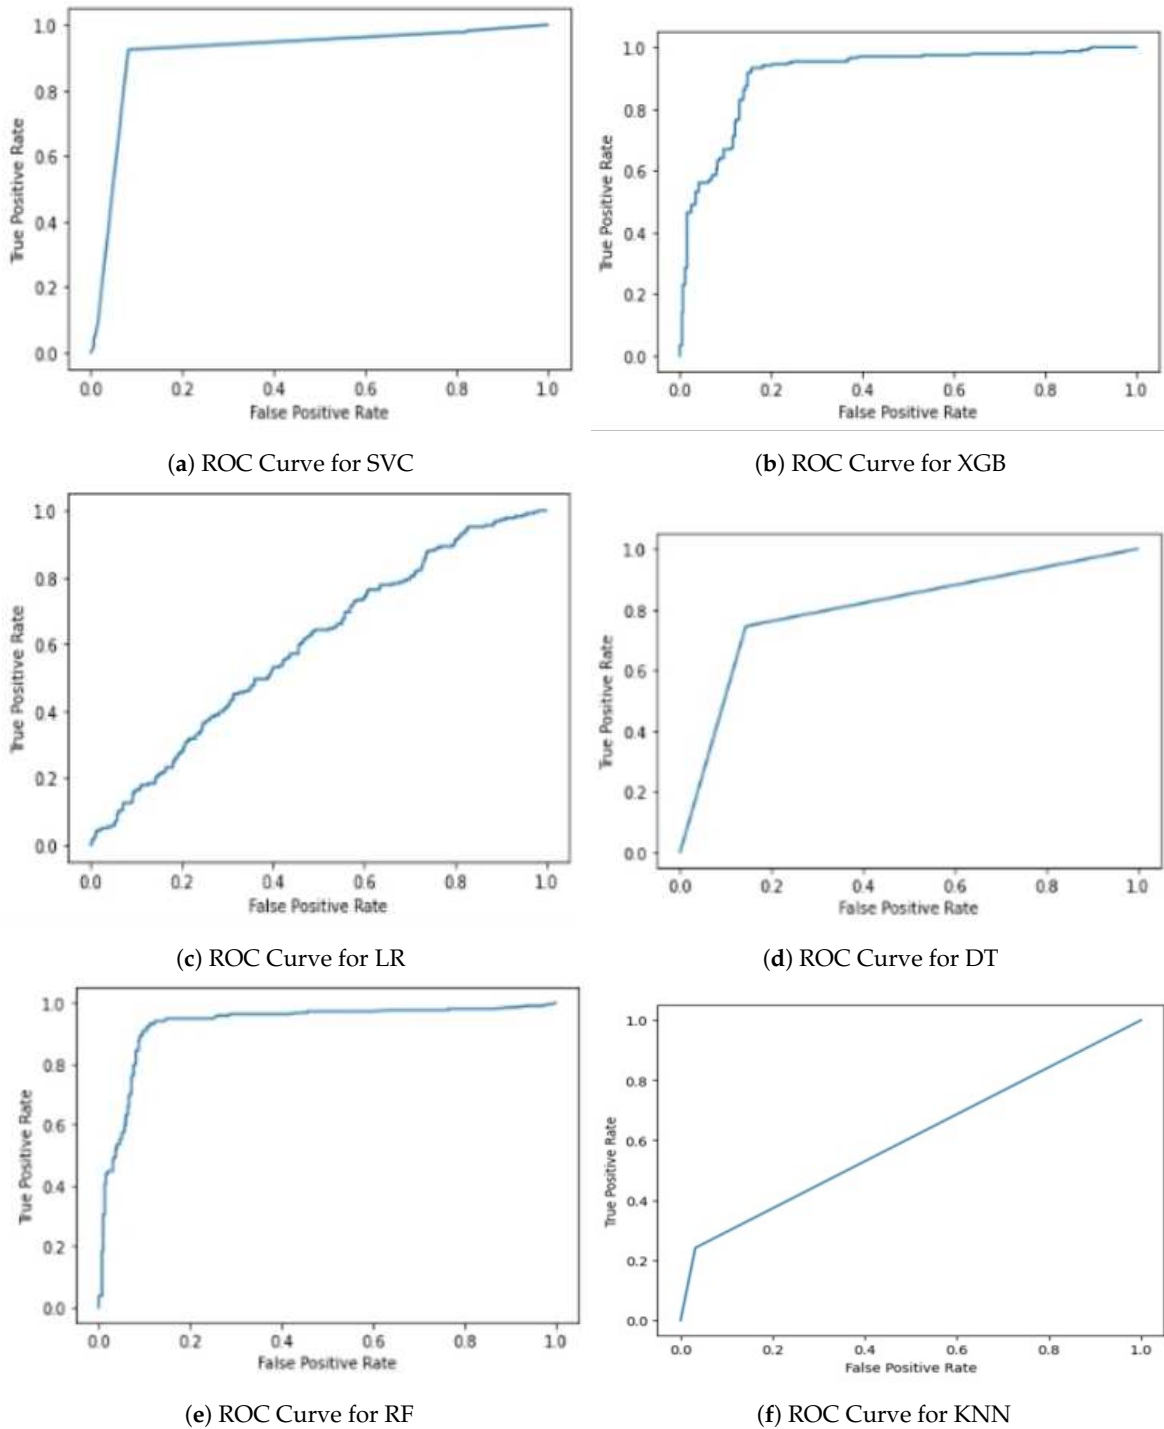 1.0
0.8
0.6
0.4
0.2
0.0
True Positive Rate
0.0 0.2 0.4 0.6 0.8 1.0
False Positive Rate
(a) ROC Curve for SVC
1.0
0.8
0.6
0.4
0.2
0.0
True Positive Rate
0.0 0.2 0.4 0.6 0.8 1.0
False Positive Rate
(b) ROC Curve for XGB
1.0
0.8
0.6
0.4
0.2
0.0
True Positive Rate
0.0 0.2 0.4 0.6 0.8 1.0
False Positive Rate
(c) ROC Curve for LR
1.0
0.8
0.6
0.4
0.2
0.0
True Positive Rate
0.0 0.2 0.4 0.6 0.8 1.0
False Positive Rate
(d) ROC Curve for DT
1.0
0.8
0.6
0.4
0.2
0.0
True Positive Rate
0.0 0.2 0.4 0.6 0.8 1.0
False Positive Rate
(e) ROC Curve for RF
1.0
0.8
0.6
0.4
0.2
0.0
True Positive Rate
0.0 0.2 0.4 0.6 0.8 1.0
False Positive Rate
(f) ROC Curve for KNN